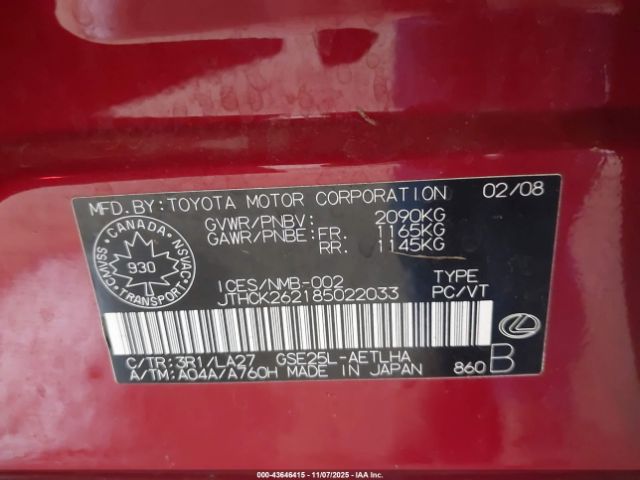 MFD.BY:TOYOTA MOTOR CORPORATION 02/08
GVWR/PNBV: 2090KG
GAWR/PNBE: FR. 1165KG
RR. 1145KG
CANADA
CMVSS NSVAC
930
TRANSPORT
ICES/NMB-002 TYPE
JTHCK262185022033 PC/VT
C/TR:3R1/LA27 GSE25L-AETLHA
A/TM:A04A/A760H MADE IN JAPAN 860 B
000-43646415 - 11/07/2025 - IAAI.CA